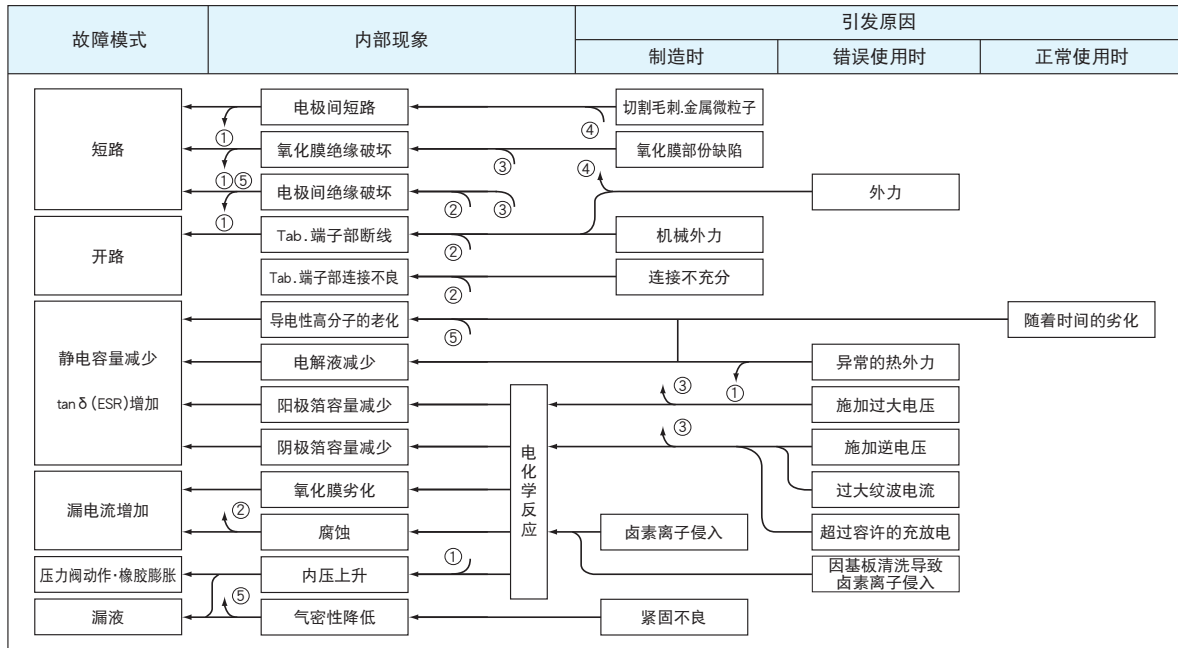 故障模式
内部现象
引发原因
制造时
错误使用时
正常使用时
短路
电极间短路
切割毛刺.金属微粒子
①
④
氧化膜绝缘破坏
③
氧化膜部份缺陷
①⑤
④
电极间绝缘破坏
②
③
外力
①
开路
Tab.端子部断线
②
机械外力
Tab.端子部连接不良
②
连接不充分
静电容量减少
tanδ(ESR)增加
导电性高分子的老化
⑤
随着时间的劣化
电解液减少
①
异常的热外力
阳极箔容量减少
③
施加过大电压
阴极箔容量减少
③
施加逆电压
电化学反应
漏电流增加
氧化膜劣化
过大纹波电流
②
腐蚀
卤素离子侵入
超过容许的充放电
压力阀动作·橡胶膨胀
内压上升
①
因基板清洗导致
卤素离子侵入
漏液
⑤
气密性降低
紧固不良